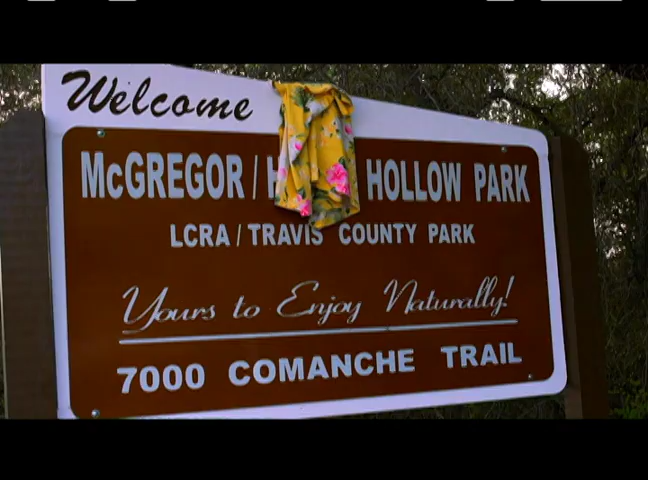 Welcome
McGREGOR / H HOLLOW PARK
LCRA / TRAVIS COUNTY PARK
Yours to Enjoy Naturally!
7000 COMANCHE TRAIL